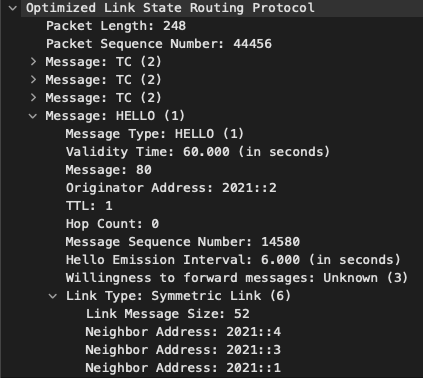 Optimized Link State Routing Protocol
Packet Length: 248
Packet Sequence Number: 44456
Message: TC (2)
Message: TC (2)
Message: TC (2)
Message: HELLO (1)
Message Type: HELLO (1)
Validity Time: 60.000 (in seconds)
Message: 80
Originator Address: 2021::2
TTL: 1
Hop Count: 0
Message Sequence Number: 14580
Hello Emission Interval: 6.000 (in seconds)
Willingness to forward messages: Unknown (3)
Link Type: Symmetric Link (6)
Link Message Size: 52
Neighbor Address: 2021::4
Neighbor Address: 2021::3
Neighbor Address: 2021::1